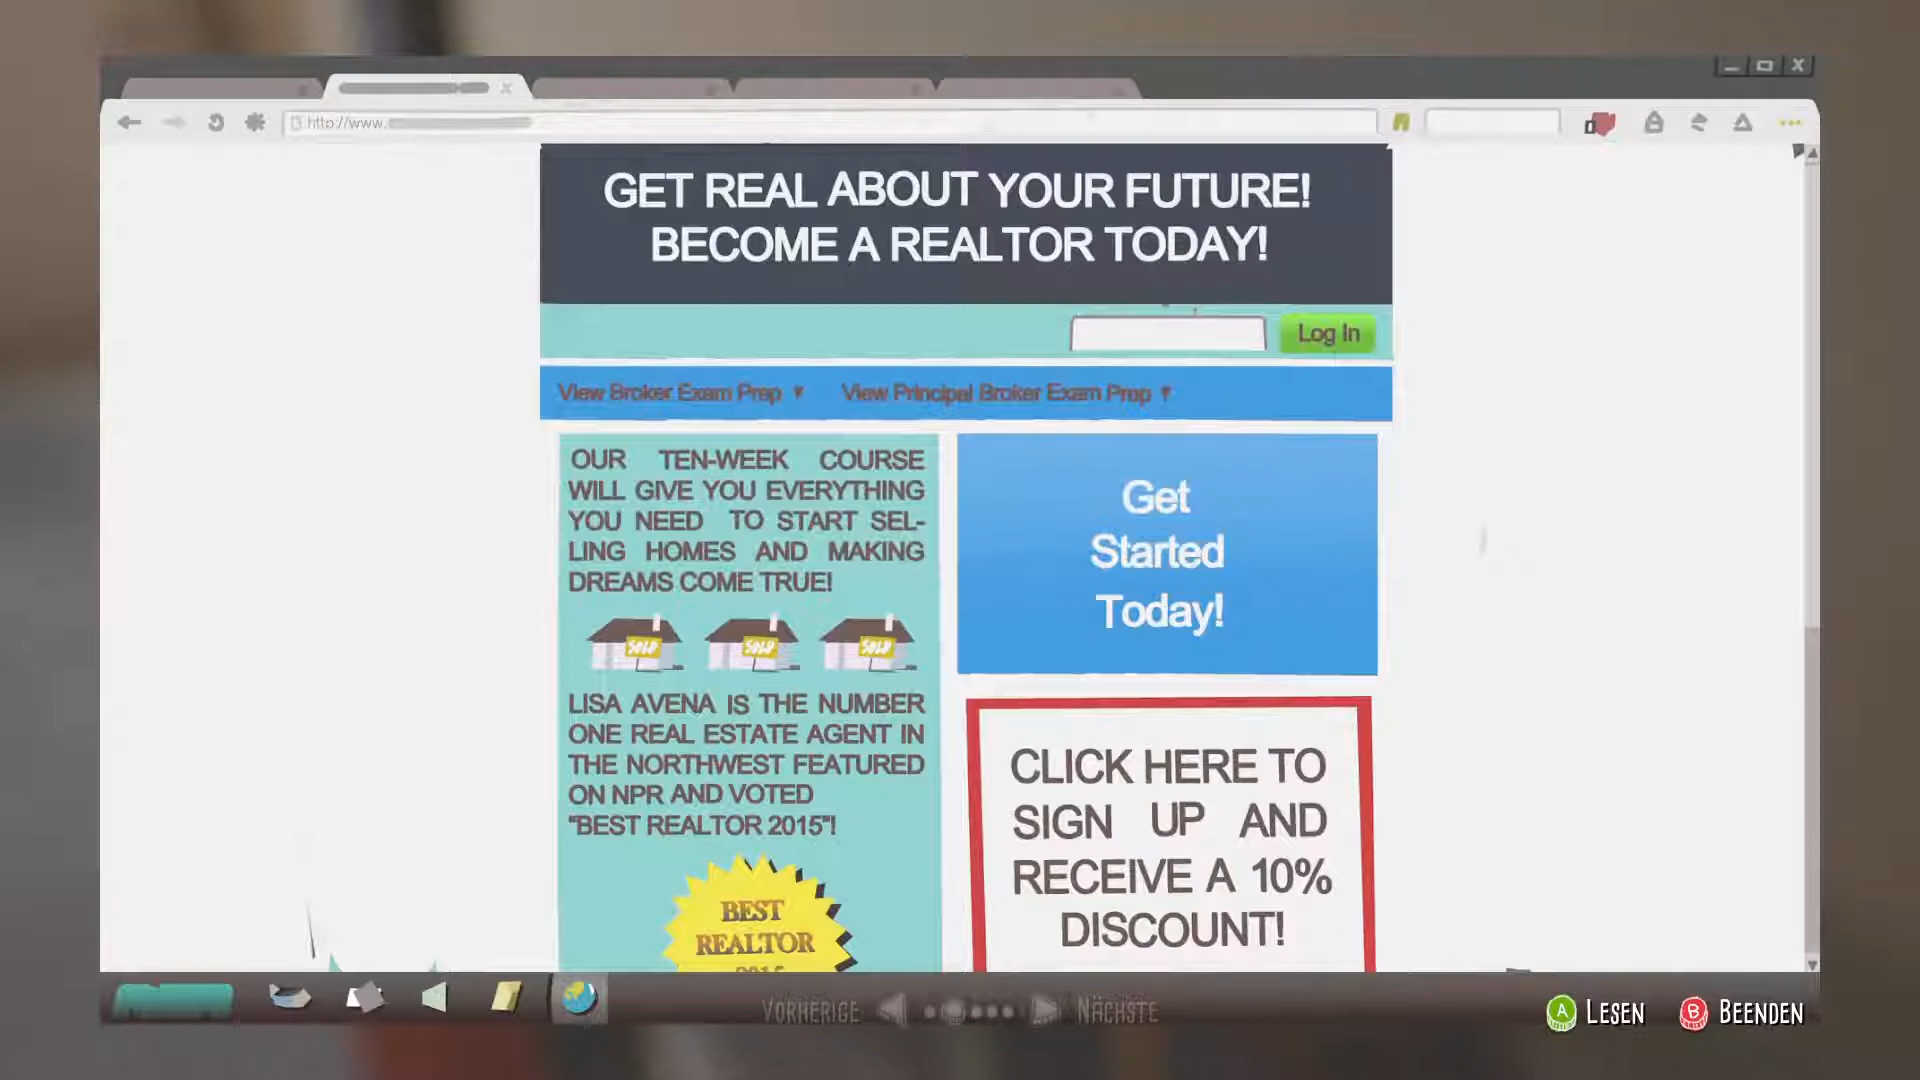 http://www.
GET REAL ABOUT YOUR FUTURE!
BECOME A REALTOR TODAY!
Log In
View Broker Exam Prep ▼ View Principal Broker Exam Prep ▼
OUR TEN-WEEK COURSE
WILL GIVE YOU EVERYTHING
YOU NEED TO START SEL-
LING HOMES AND MAKING
DREAMS COME TRUE!
SOLD SOLD SOLD
LISA AVENA IS THE NUMBER
ONE REAL ESTATE AGENT IN
THE NORTHWEST FEATURED
ON NPR AND VOTED
"BEST REALTOR 2015"!
BEST
REALTOR
2015
Get
Started
Today!
CLICK HERE TO
SIGN UP AND
RECEIVE A 10%
DISCOUNT!
VORHERIGE NÄCHSTE
A LESEN B BEENDEN